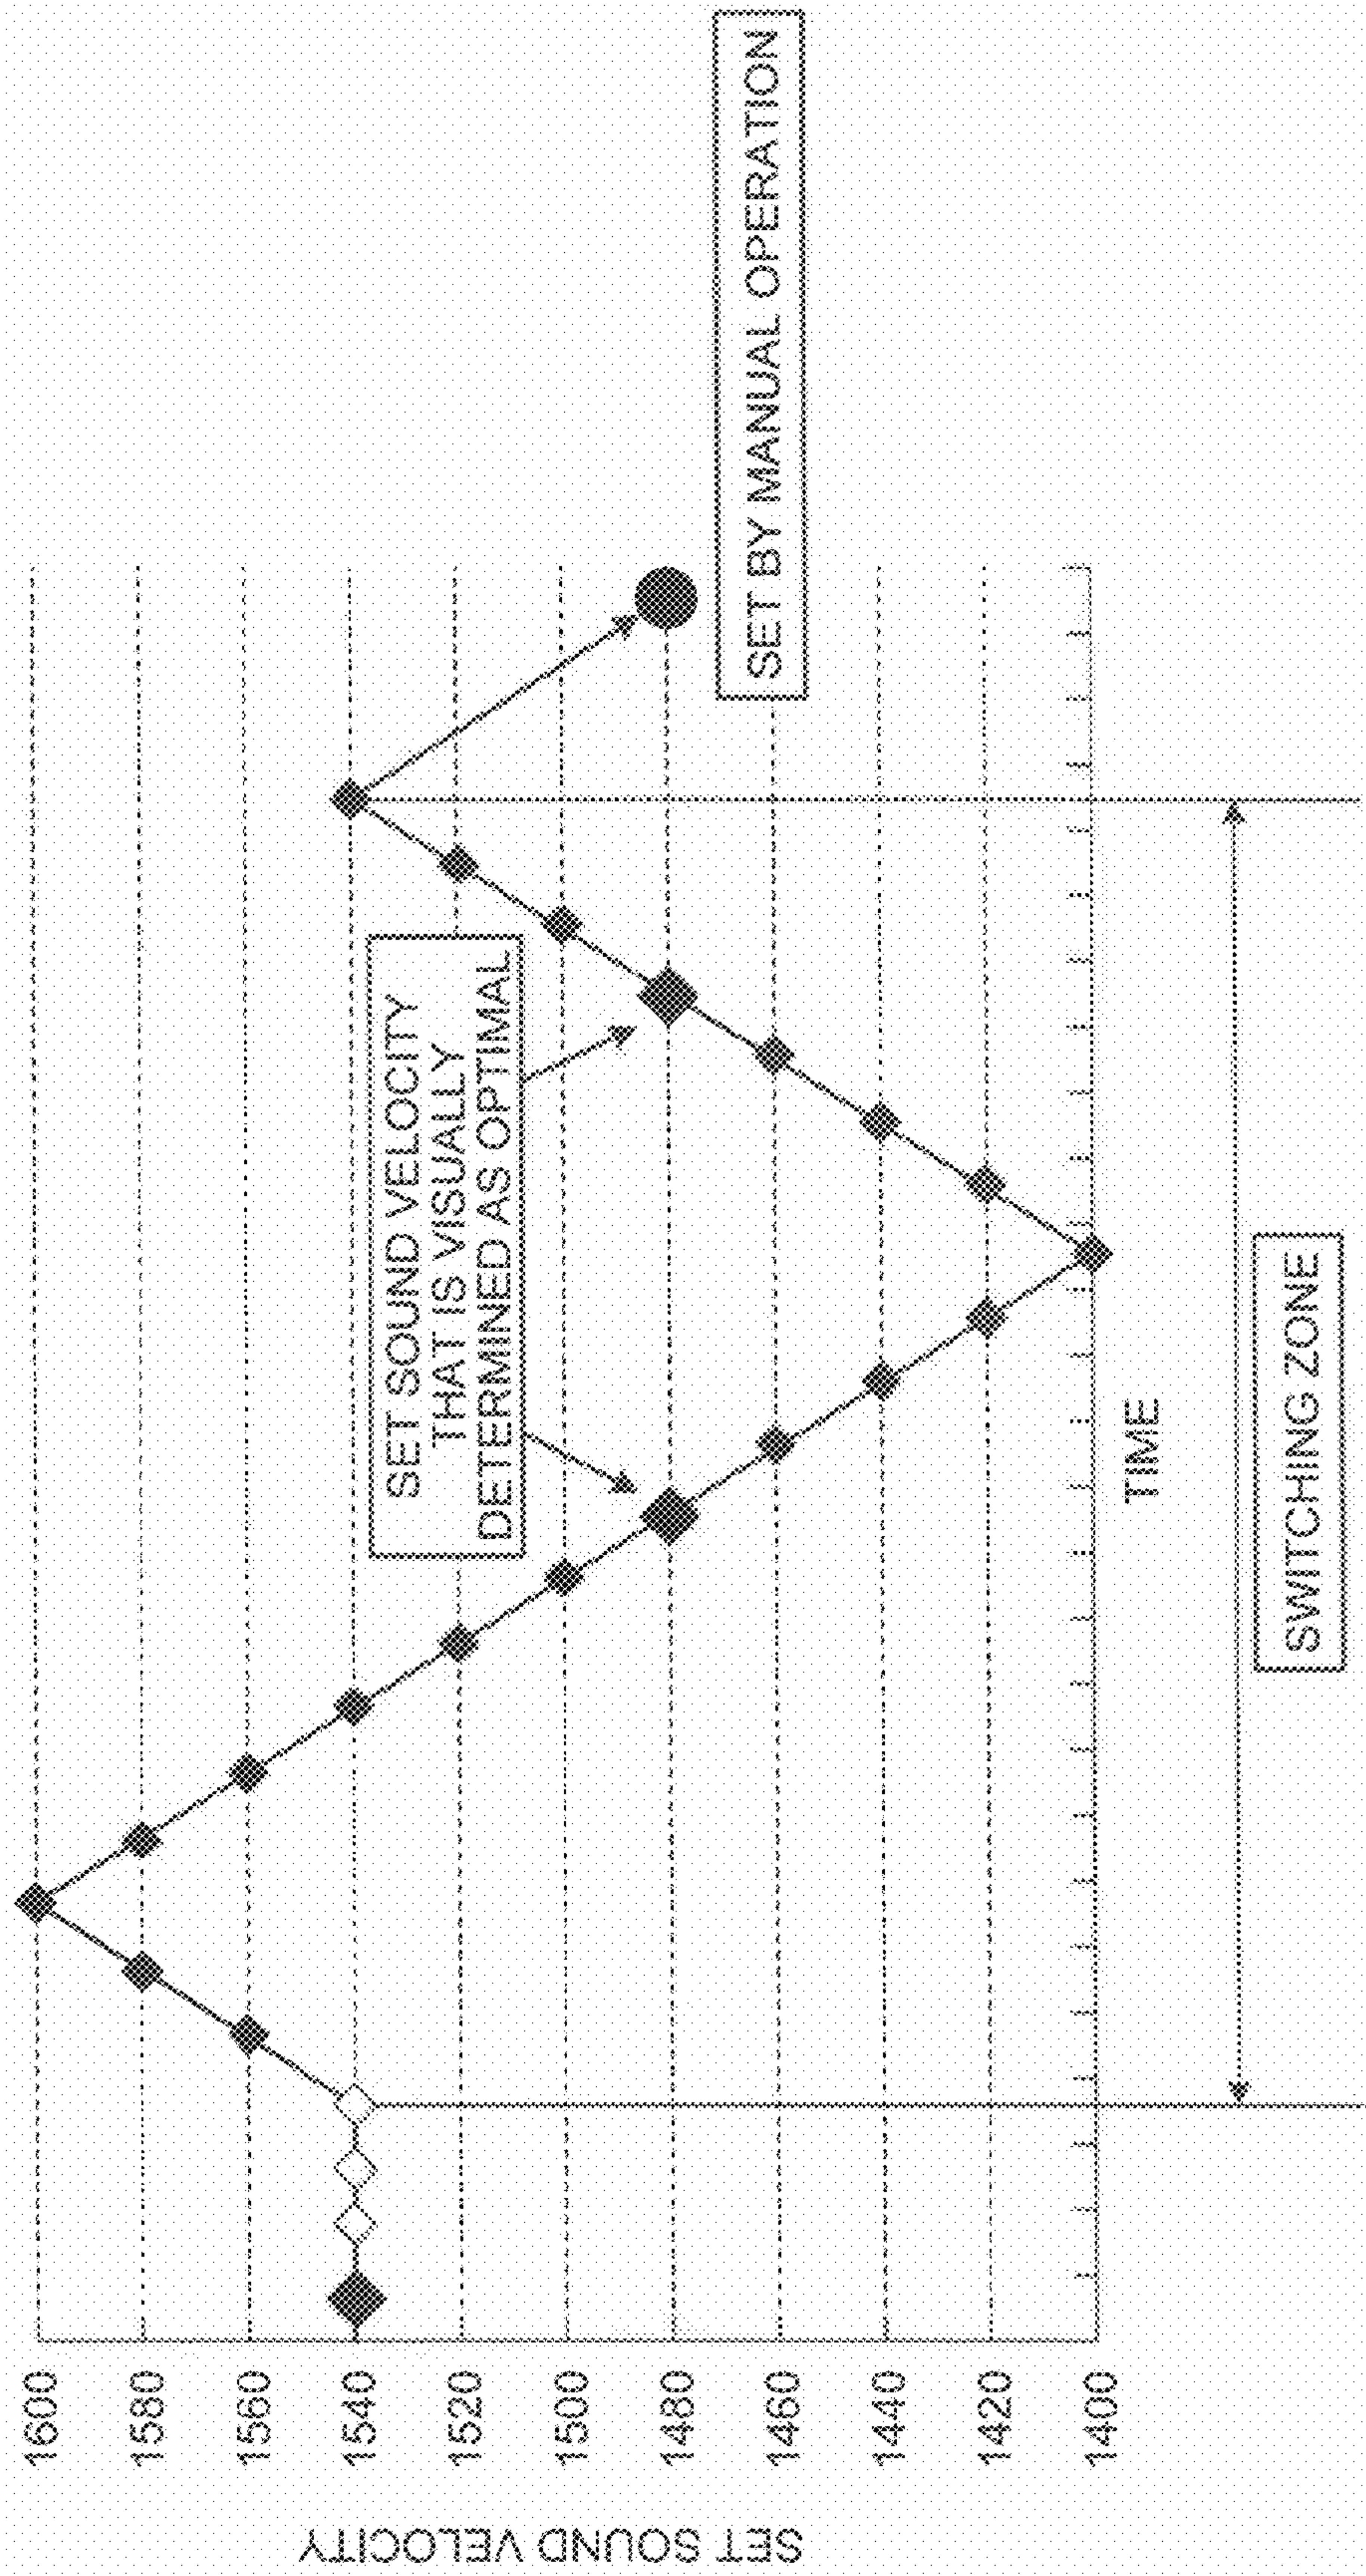 SET SOUND VELOCITY
1600
1580
1560
1540
1520
1500
1480
1460
1440
1420
1400
SET SOUND VELOCITY
THAT IS VISUALLY
DETERMINED AS OPTIMAL
SET BY MANUAL OPERATION
TIME
SWITCHING ZONE